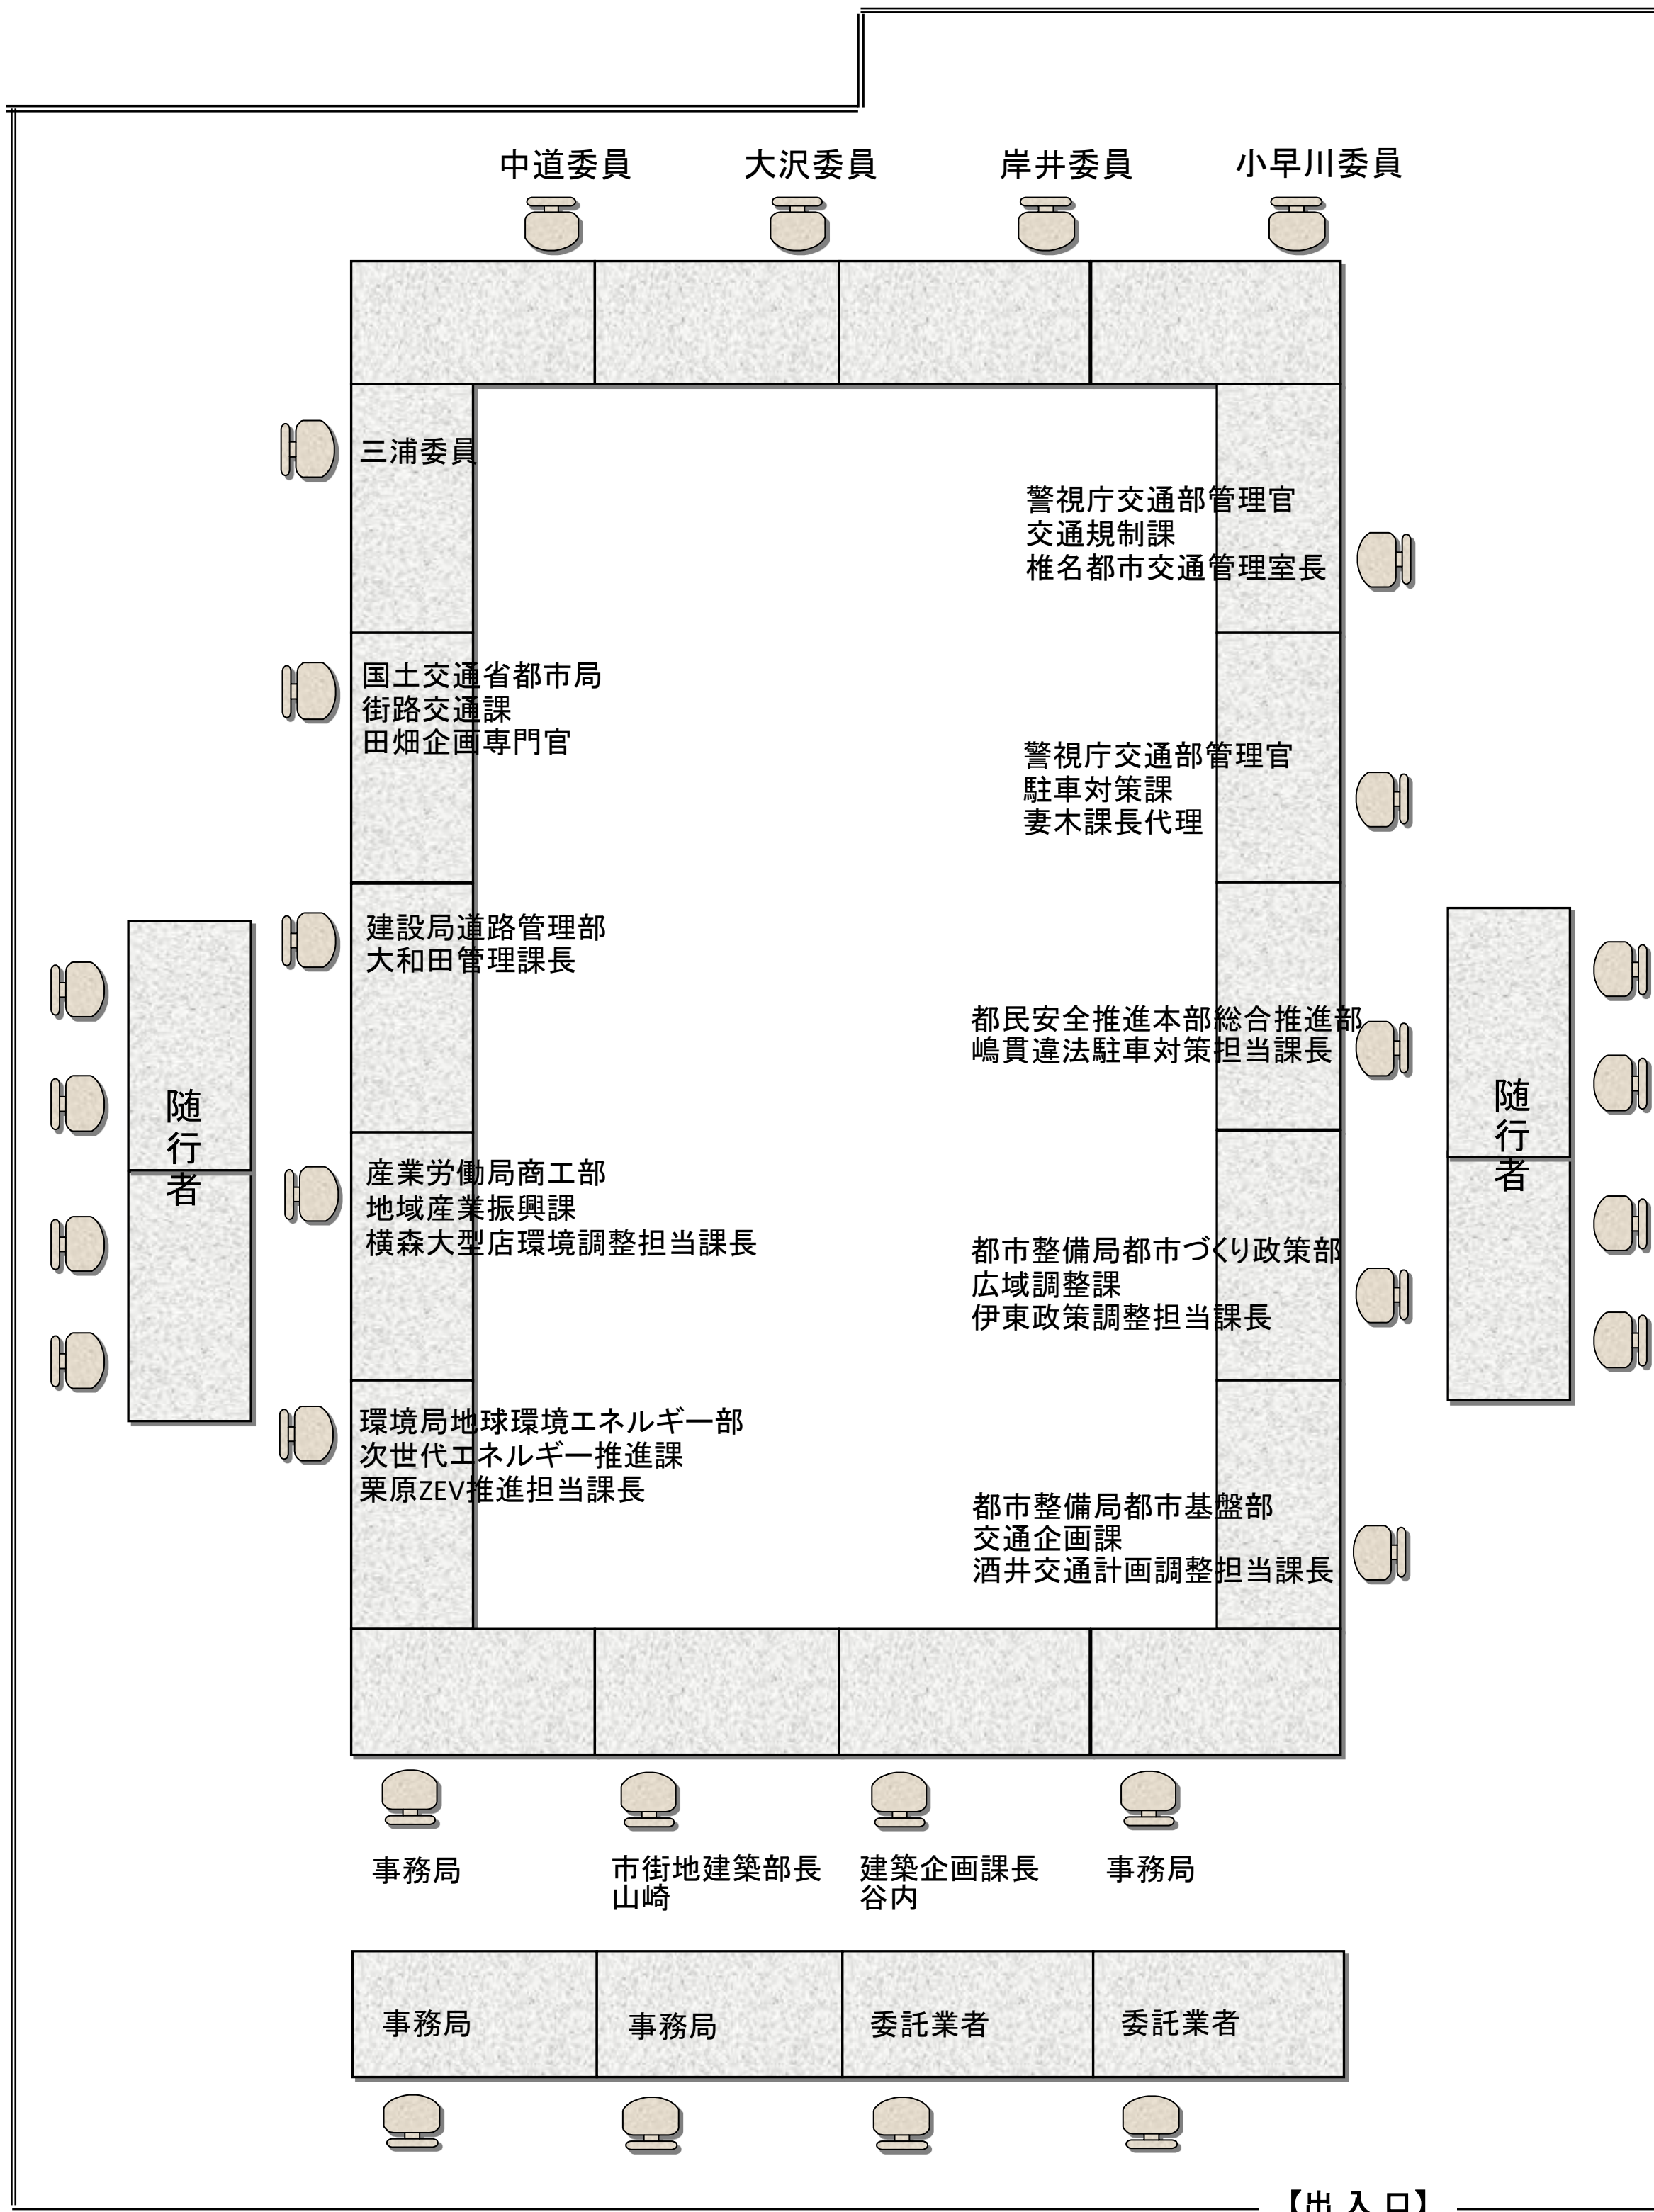 中道委員
大沢委員
岸井委員
小早川委員
三浦委員
警視庁交通部管理官
交通規制課
椎名都市交通管理室長
国土交通省都市局
街路交通課
田畑企画専門官
警視庁交通部管理官
駐車対策課
妻木課長代理
建設局道路管理部
大和田管理課長
都民安全推進本部総合推進部
嶋貫違法駐車対策担当課長
随行者
随行者
産業労働局商工部
地域産業振興課
横森大型店環境調整担当課長
都市整備局都市づくり政策部
広域調整課
伊東政策調整担当課長
環境局地球環境エネルギー部
次世代エネルギー推進課
栗原ZEV推進担当課長
都市整備局都市基盤部
交通企画課
酒井交通計画調整担当課長
事務局
市街地建築部長
山崎
建築企画課長
谷内
事務局
事務局
事務局
委託業者
委託業者
【出 入 口】